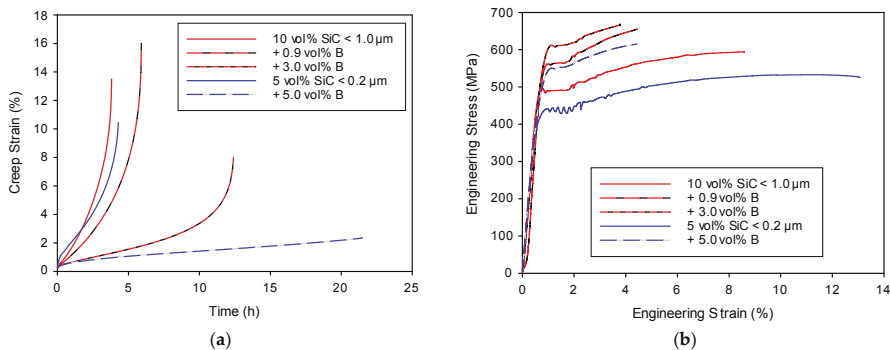 18
16
14
12
10
8
6
4
2
0
Creep Strain (%)
10 vol% SiC < 1.0 µm
+ 0.9 vol% B
+ 3.0 vol% B
5 vol% SiC < 0.2 µm
+ 5.0 vol% B
0 5 10 15 20 25
Time (h)
(a)
700
600
500
400
300
200
100
0
Engineering Stress (MPa)
10 vol% SiC < 1.0 µm
+ 0.9 vol% B
+ 3.0 vol% B
5 vol% SiC < 0.2 µm
+ 5.0 vol% B
0 2 4 6 8 10 12 14
Engineering Strain (%)
(b)